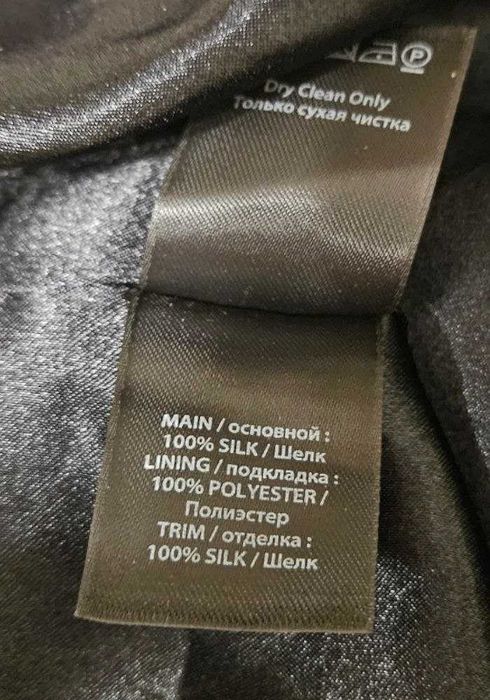 P
Dry Clean Only
Только сухая чистка
MAIN / основной :
100% SILK / Шелк
LINING / подкладка :
100% POLYESTER /
Полиэстер
TRIM / отделка :
100% SILK / Шелк